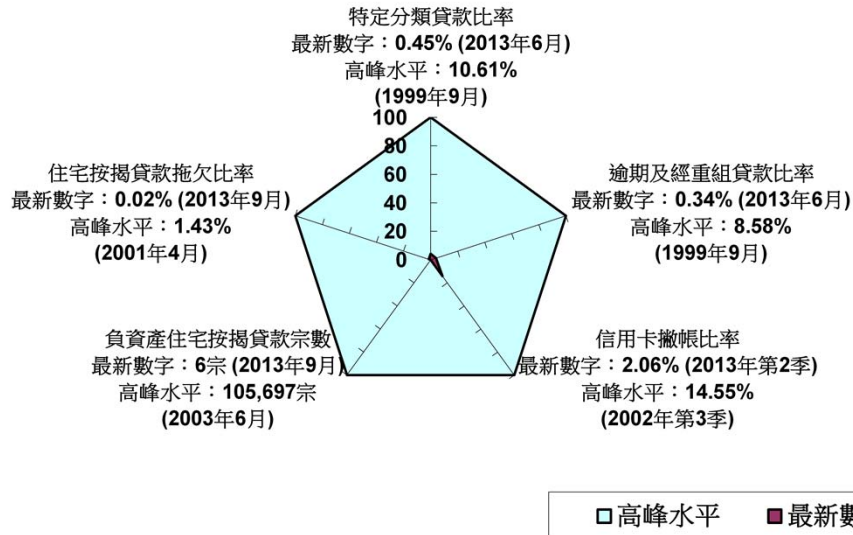 特定分類貸款比率
最新數字：0.45% (2013年6月)
高峰水平：10.61%
(1999年9月)
100
80
60
40
20
0
住宅按揭貸款拖欠比率
最新數字：0.02% (2013年9月)
高峰水平：1.43%
(2001年4月)
逾期及經重組貸款比率
最新數字：0.34% (2013年6月)
高峰水平：8.58%
(1999年9月)
負資產住宅按揭貸款宗數
最新數字：6宗 (2013年9月)
高峰水平：105,697宗
(2003年6月)
信用卡撇帳比率
最新數字：2.06% (2013年第2季)
高峰水平：14.55%
(2002年第3季)
高峰水平 最新數